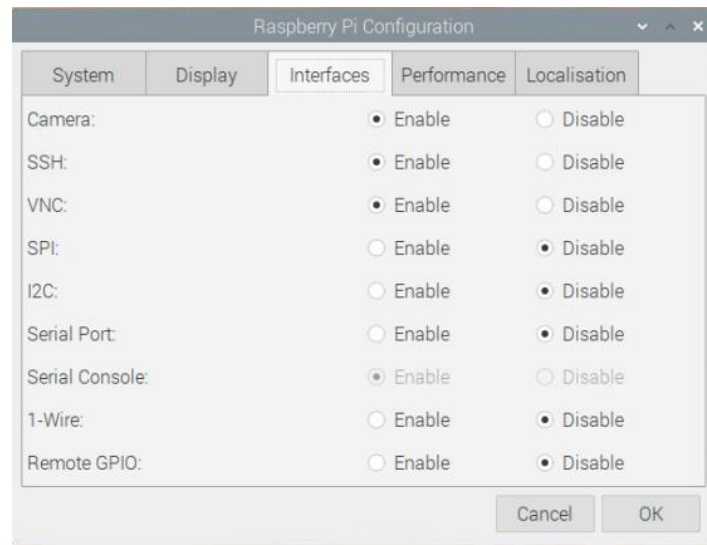 Raspberry Pi Configuration
System Display Interfaces Performance Localisation
Camera: Enable Disable
SSH: Enable Disable
VNC: Enable Disable
SPI: Enable Disable
I2C: Enable Disable
Serial Port: Enable Disable
Serial Console: Enable Disable
1-Wire: Enable Disable
Remote GPIO: Enable Disable
Cancel OK